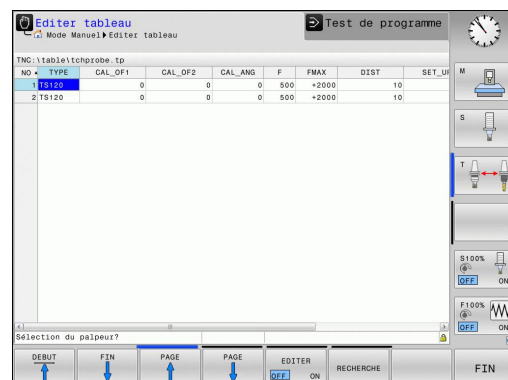 Editer tableau
Test de programme
Mode Manuel Editer tableau
TNC:\table\tchprobe.tp
NO TYPE CAL_OF1 CAL_OF2 CAL_ANG F FMAX DIST SET_U
1 TS120 0 0 0 500 +2000 10
2 TS120 0 0 0 500 +2000 10
M
S
T
S100%
OFF ON
F100%
OFF ON
Sélection du palpeur?
DEBUT
FIN
PAGE
PAGE
EDITER
OFF ON
RECHERCHE
FIN